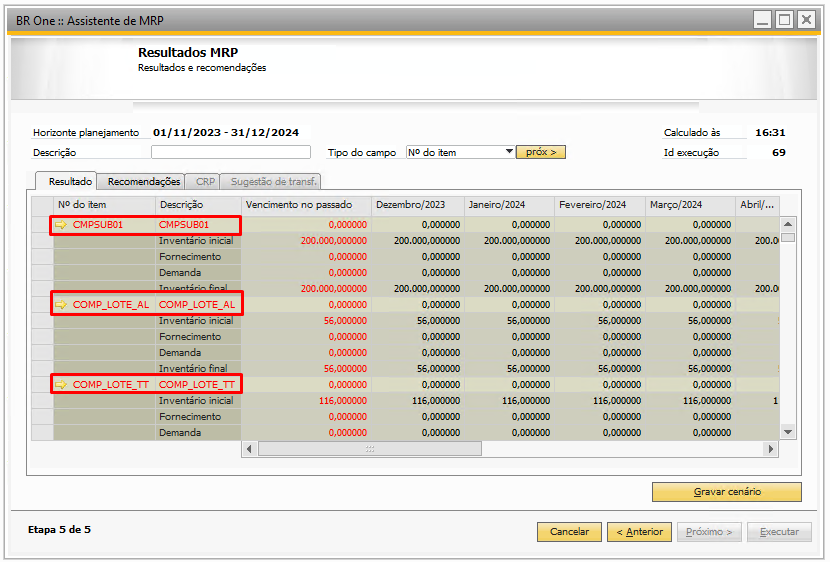 BR One :: Assistente de MRP
Resultados MRP
Resultados e recomendações
Horizonte planejamento 01/11/2023 - 31/12/2024 Calculado às 16:31
Descrição Tipo do campo Nº do item próx > Id execução 69
Resultado Recomendações CRP Sugestão de transf.
Nº do item Descrição Vencimento no passado Dezembro/2023 Janeiro/2024 Fevereiro/2024 Março/2024 Abril/...
CMPSUB01 CMPSUB01 0,000000 0,000000 0,000000 0,000000 0,000000
Inventário inicial 200.000,000000 200.000,000000 200.000,000000 200.000,000000 200.000,000000 200.0
Fornecimento 0,000000 0,000000 0,000000 0,000000 0,000000
Demanda 0,000000 0,000000 0,000000 0,000000 0,000000
Inventário final 200.000,000000 200.000,000000 200.000,000000 200.000,000000 200.000,000000 200.0
COMP_LOTE_AL COMP_LOTE_AL 0,000000 0,000000 0,000000 0,000000 0,000000
Inventário inicial 56,000000 56,000000 56,000000 56,000000 56,000000
Fornecimento 0,000000 0,000000 0,000000 0,000000 0,000000
Demanda 0,000000 0,000000 0,000000 0,000000 0,000000
Inventário final 56,000000 56,000000 56,000000 56,000000 56,000000
COMP_LOTE_TT COMP_LOTE_TT 0,000000 0,000000 0,000000 0,000000 0,000000
Inventário inicial 116,000000 116,000000 116,000000 116,000000 116,000000 1
Fornecimento 0,000000 0,000000 0,000000 0,000000 0,000000
Demanda 0,000000 0,000000 0,000000 0,000000 0,000000
Gravar cenário
Etapa 5 de 5 Cancelar < Anterior Próximo > Executar